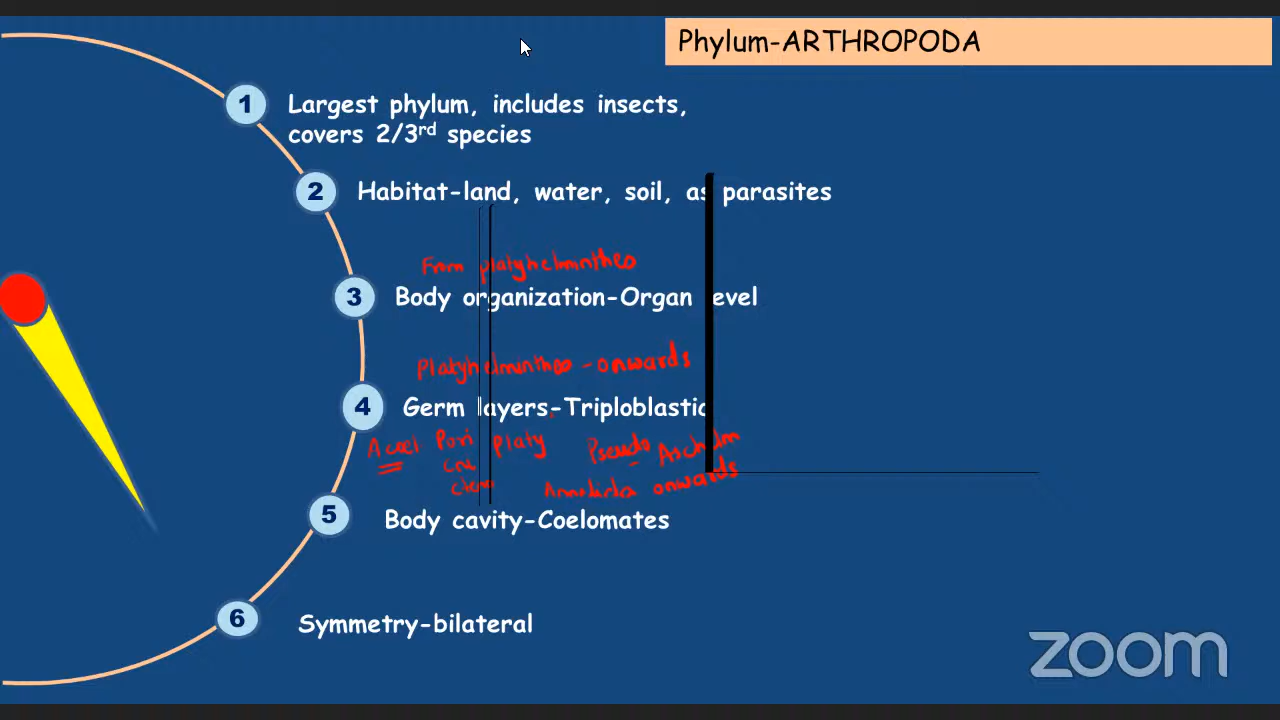 Phylum-ARTHROPODA
1 Largest phylum, includes insects,
covers 2/3rd species
2 Habitat-land, water, soil, as parasites
From platyhelminthes
3 Body organization-Organ level
Platyhelminthes - onwards
4 Germ layers-Triploblastic
Acoel Pori platy Pseudo Aschelm
Cni
cteno Annelida onwards
5 Body cavity-Coelomates
6 Symmetry-bilateral
zoom